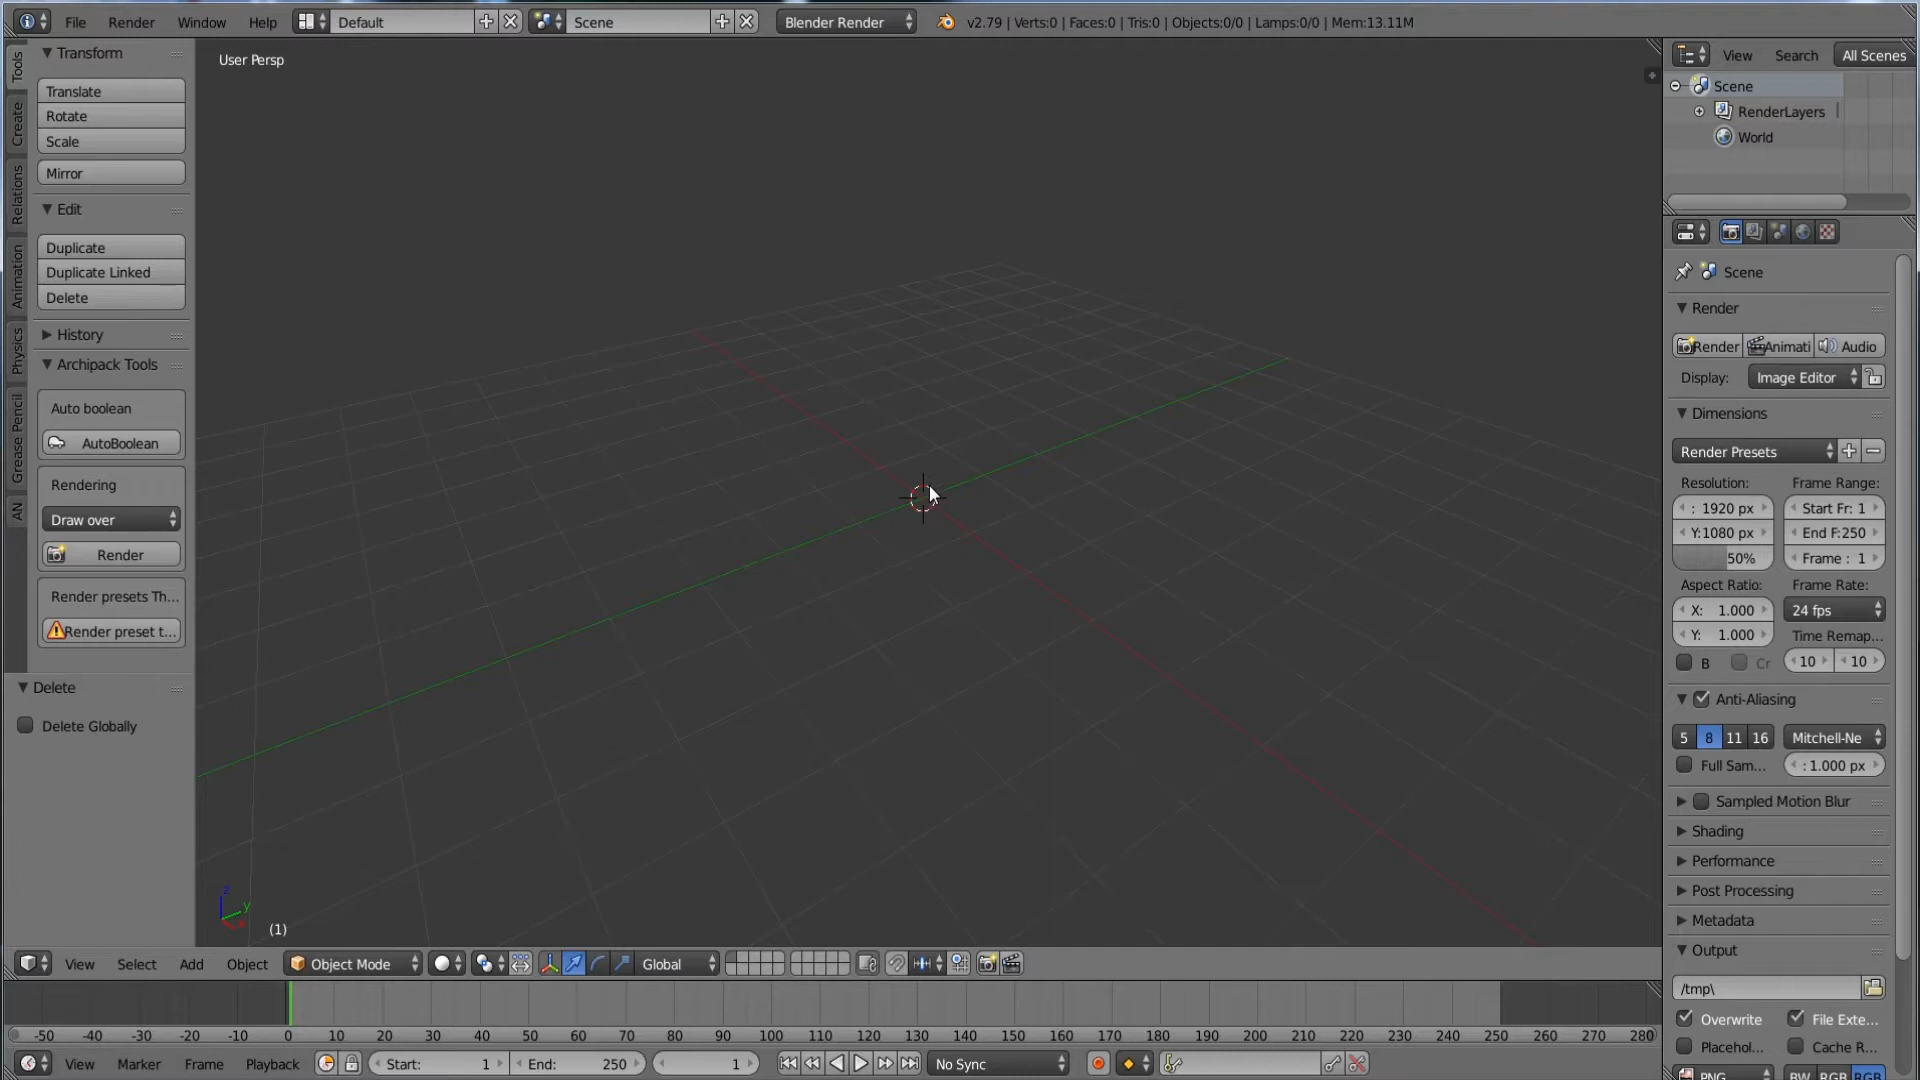 File Render Window Help Default Scene Blender Render v2.79 | Verts:0 | Faces:0 | Tris:0 | Objects:0/0 | Lamps:0/0 | Mem:13.11M
Tools
Create
Relations
Animation
Physics
Grease Pencil
AN
Transform
Translate
Rotate
Scale
Mirror
Edit
Duplicate
Duplicate Linked
Delete
History
Archipack Tools
Auto boolean
AutoBoolean
Rendering
Draw over
Render
Render presets Th...
Render preset t...
Delete
Delete Globally
User Persp
z
y
x
(1)
View Search All Scenes
Scene
RenderLayers
World
Scene
Render
Render Animati Audio
Display: Image Editor
Dimensions
Render Presets
Resolution: Frame Range:
: 1920 px Start Fr: 1
Y:1080 px End F:250
50% Frame : 1
Aspect Ratio: Frame Rate:
X: 1.000 24 fps
Y: 1.000 Time Remap...
B Cr 10 10
Anti-Aliasing
5 8 11 16 Mitchell-Ne
Full Sam... : 1.000 px
Sampled Motion Blur
Shading
Performance
Post Processing
Metadata
Output
/tmp\
Overwrite File Exte...
Placehol... Cache R...
PNG BW RGB RGB
View Select Add Object Object Mode Global
-50 -40 -30 -20 -10 0 10 20 30 40 50 60 70 80 90 100 110 120 130 140 150 160 170 180 190 200 210 220 230 240 250 260 270 280
View Marker Frame Playback Start: 1 End: 250 1 No Sync